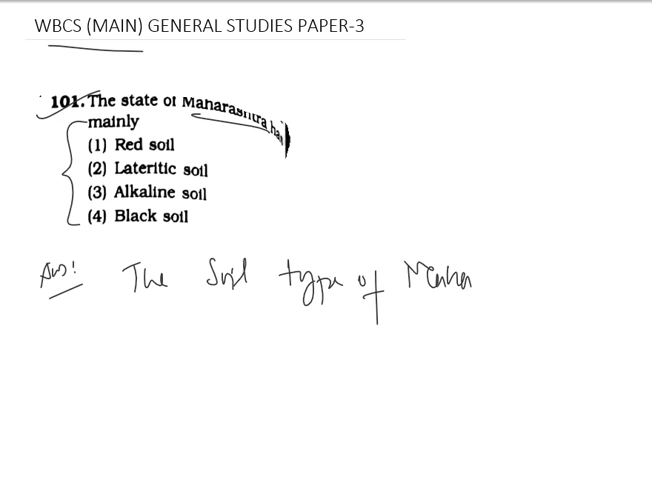 WBCS (MAIN) GENERAL STUDIES PAPER-3
101. The state of Maharashtra has
mainly
(1) Red soil
(2) Lateritic soil
(3) Alkaline soil
(4) Black soil
Ans: The Soil type of Mahar